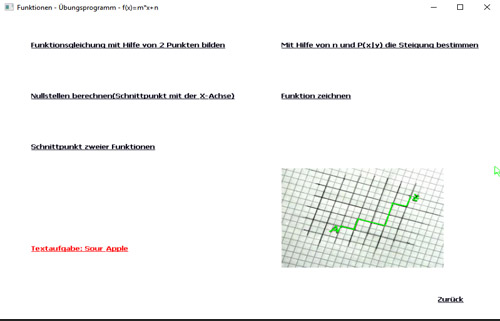 Funktionen - Übungsprogramm - f(x)=m*x+n
Funktionsgleichung mit Hilfe von 2 Punkten bilden
Mit Hilfe von n und P(x|y) die Steigung bestimmen
Nullstellen berechnen(Schnittpunkt mit der X-Achse)
Funktion zeichnen
Schnittpunkt zweier Funktionen
A
Z
Textaufgabe: Sour Apple
Zurück